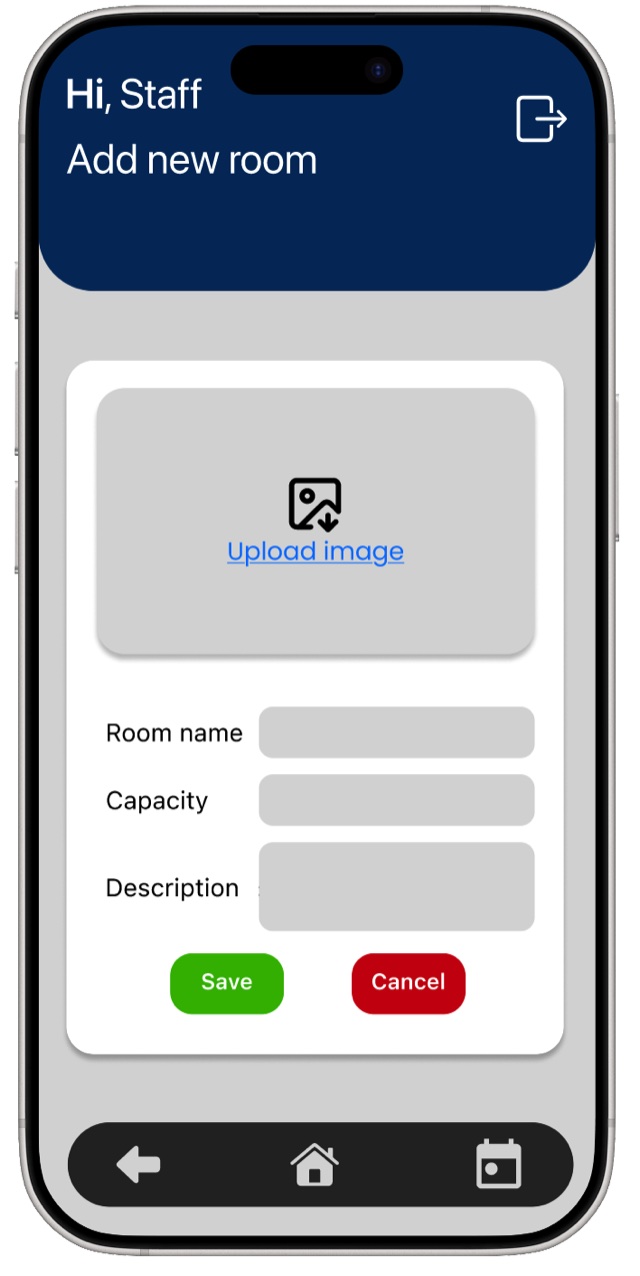 Hi, Staff
Add new room
Upload image
Room name
Capacity
Description
Save
Cancel